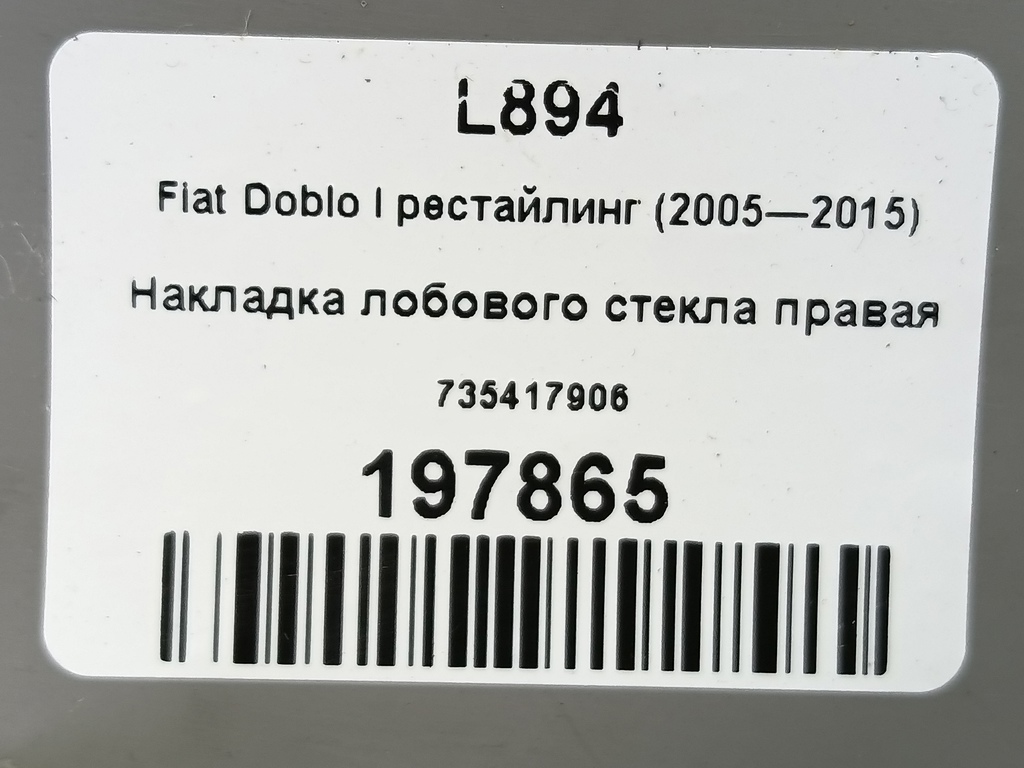 L894
Fiat Doblo I рестайлинг (2005—2015)
Накладка лобового стекла правая
735417906
197865